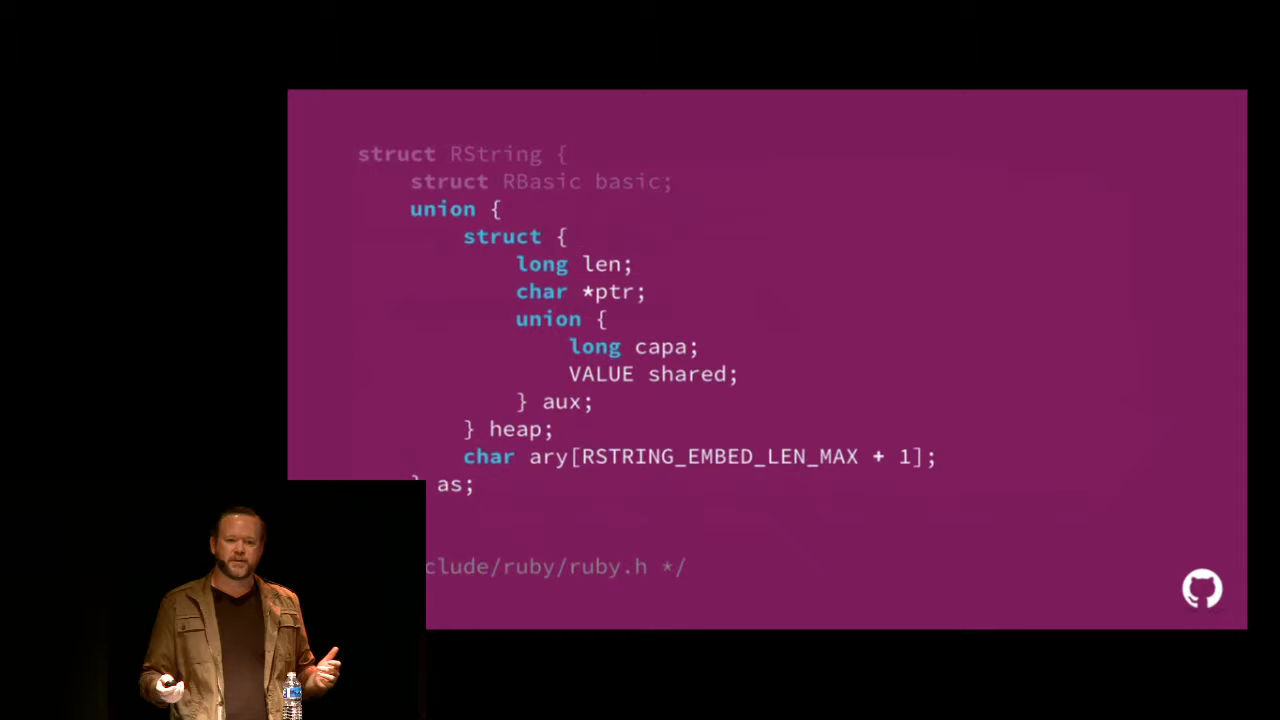 struct RString {
struct RBasic basic;
union {
struct {
long len;
char *ptr;
union {
long capa;
VALUE shared;
} aux;
} heap;
char ary[RSTRING_EMBED_LEN_MAX + 1];
} as;
clude/ruby/ruby.h */